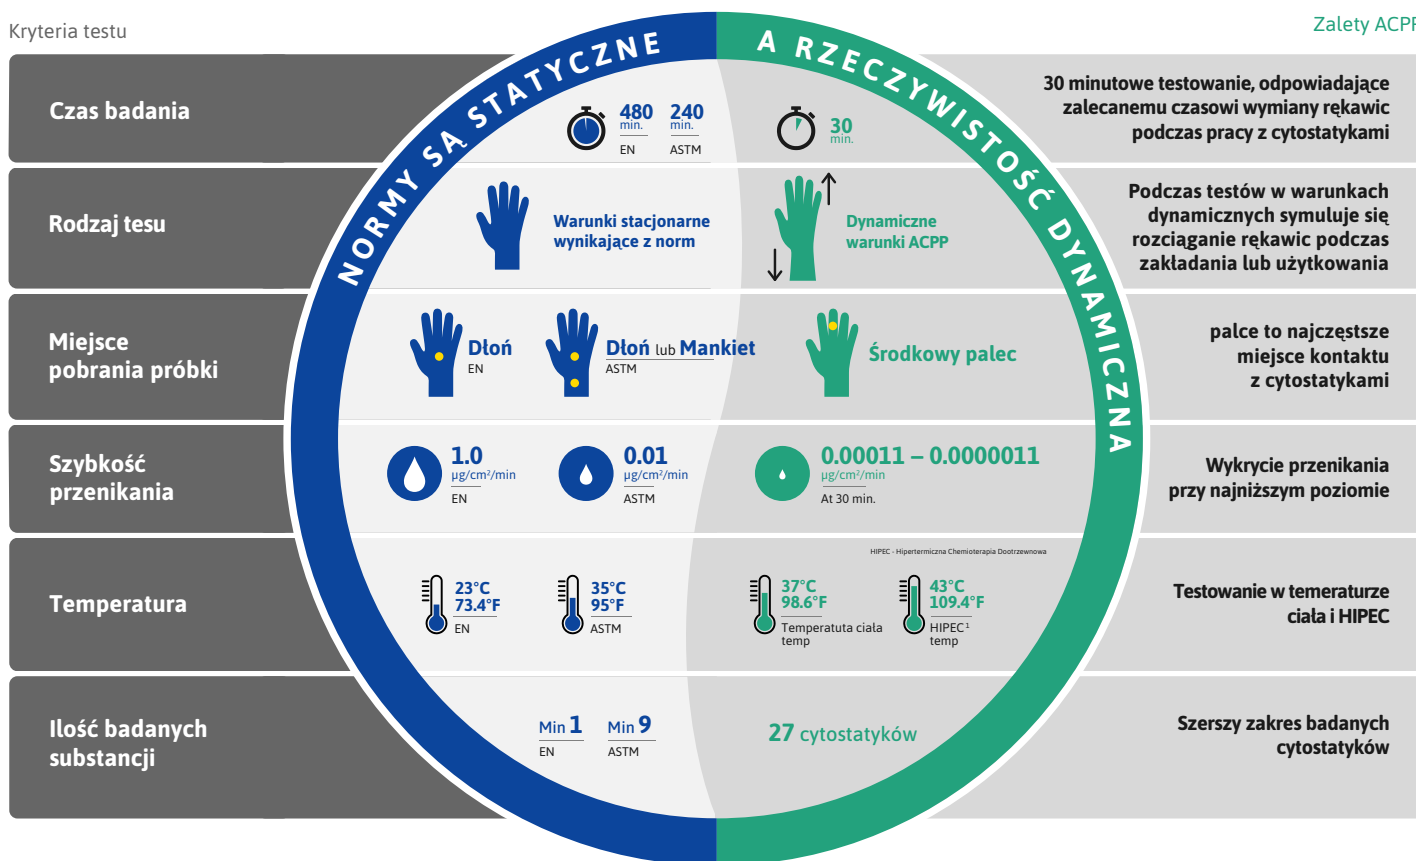 Kryteria testu
Zalety ACPP
NORMY SĄ STATYCZNE
A RZECZYWISTOŚĆ DYNAMICZNA
Czas badania
480
min.
EN
240
min.
ASTM
30
min.
30 minutowe testowanie, odpowiadające
zalecanemu czasowi wymiany rękawic
podczas pracy z cytostatykami
Rodzaj tesu
Warunki stacjonarne
wynikające z norm
Dynamiczne
warunki ACPP
Podczas testów w warunkach
dynamicznych symuluje się
rozciąganie rękawic podczas
zakładania lub użytkowania
Miejsce
pobrania próbki
Dłoń
EN
Dłoń lub Mankiet
ASTM
Środkowy palec
palce to najczęstsze
miejsce kontaktu
z cytostatykami
Szybkość
przenikania
1.0
µg/cm²/min
EN
0.01
µg/cm²/min
ASTM
0.00011 – 0.0000011
µg/cm²/min
At 30 min.
Wykrycie przenikania
przy najniższym poziomie
HIPEC - Hipertermiczna Chemioterapia Dootrzewnowa
Temperatura
23°C
73.4°F
EN
35°C
95°F
ASTM
37°C
98.6°F
Temperatuta ciała
temp
43°C
109.4°F
HIPEC¹
temp
Testowanie w temeraturze
ciała i HIPEC
Ilość badanych
substancji
Min 1
EN
Min 9
ASTM
27 cytostatyków
Szerszy zakres badanych
cytostatyków